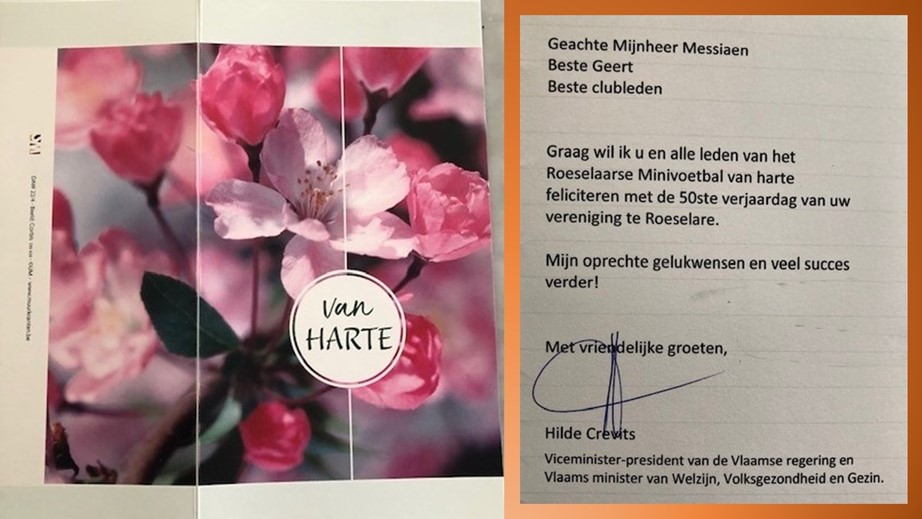 van
HARTE
Geachte Mijnheer Messiaen
Beste Geert
Beste clubleden
Graag wil ik u en alle leden van het
Roeselaarse Minivoetbal van harte
feliciteren met de 50ste verjaardag van uw
vereniging te Roeselare.
Mijn oprechte gelukwensen en veel succes
verder!
Met vriendelijke groeten,
Hilde Crevits
Viceminister-president van de Vlaamse regering en
Vlaams minister van Welzijn, Volksgezondheid en Gezin.